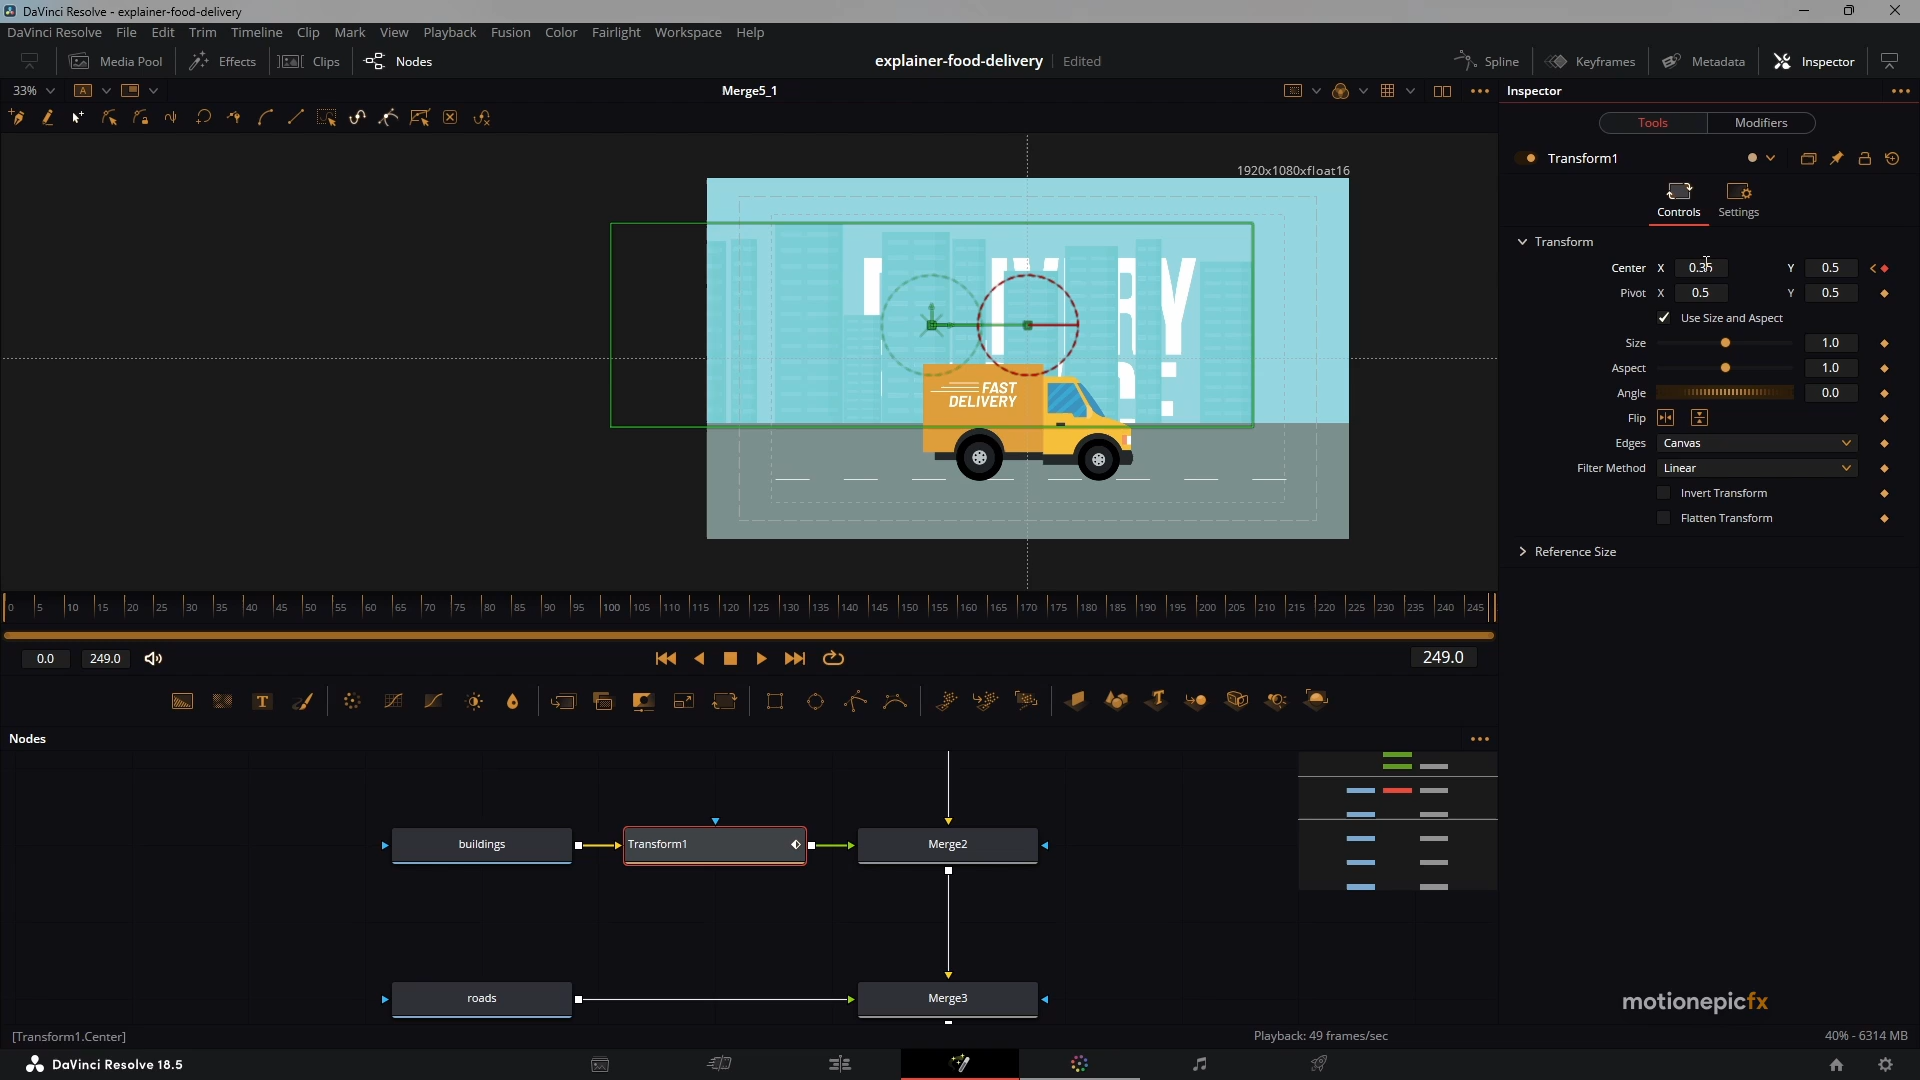 DaVinci Resolve - explainer-food-delivery
DaVinci Resolve File Edit Trim Timeline Clip Mark View Playback Fusion Color Fairlight Workspace Help
Media Pool Effects Clips Nodes
explainer-food-delivery Edited
Spline Keyframes Metadata Inspector
33% A
Merge5_1
Inspector
Tools Modifiers
Transform1
Controls Settings
Transform
Center X 0.35 Y 0.5
Pivot X 0.5 Y 0.5
Use Size and Aspect
Size 1.0
Aspect 1.0
Angle 0.0
Flip
Edges Canvas
Filter Method Linear
Invert Transform
Flatten Transform
Reference Size
1920x1080xfloat16
FAST
DELIVERY
0 5 10 15 20 25 30 35 40 45 50 55 60 65 70 75 80 85 90 95 100 105 110 115 120 125 130 135 140 145 150 155 160 165 170 175 180 185 190 195 200 205 210 215 220 225 230 235 240 245
0.0 249.0
249.0
Nodes
buildings
Transform1
Merge2
roads
Merge3
motionepicfx
[Transform1.Center]
Playback: 49 frames/sec
40% - 6314 MB
DaVinci Resolve 18.5